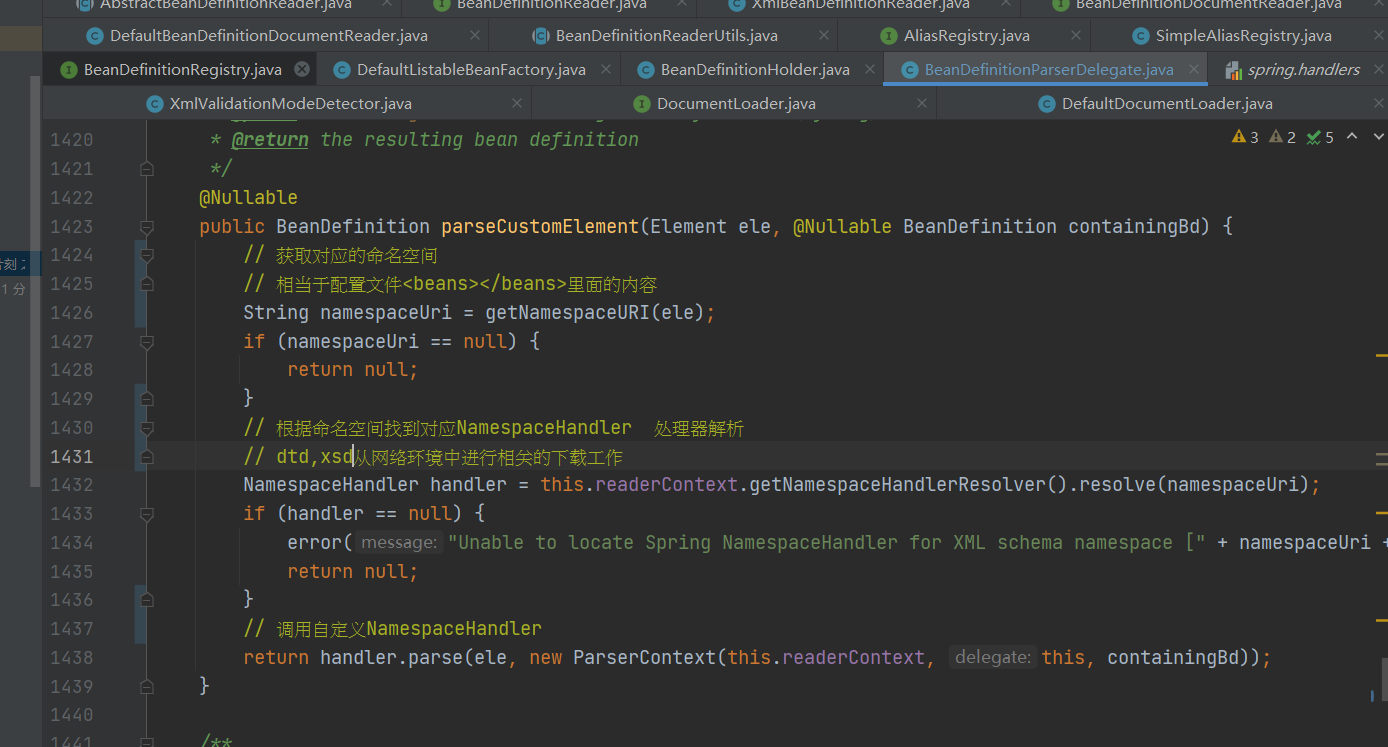 AbstractBeanDefinitionReader.java BeanDefinitionReader.java XmlBeanDefinitionReader.java BeanDefinitionDocumentReader.java
DefaultBeanDefinitionDocumentReader.java BeanDefinitionReaderUtils.java AliasRegistry.java SimpleAliasRegistry.java
BeanDefinitionRegistry.java DefaultListableBeanFactory.java BeanDefinitionHolder.java BeanDefinitionParserDelegate.java spring.handlers
XmlValidationModeDetector.java DocumentLoader.java DefaultDocumentLoader.java
1420 * @return the resulting bean definition
3 2 5
1421 */
1422 @Nullable
1423 public BeanDefinition parseCustomElement(Element ele, @Nullable BeanDefinition containingBd) {
1424 // 获取对应的命名空间
1425 // 相当于配置文件<beans></beans>里面的内容
1426 String namespaceUri = getNamespaceURI(ele);
1427 if (namespaceUri == null) {
1428 return null;
1429 }
1430 // 根据命名空间找到对应NamespaceHandler  处理器解析
1431 // dtd,xsd从网络环境中进行相关的下载工作
1432 NamespaceHandler handler = this.readerContext.getNamespaceHandlerResolver().resolve(namespaceUri);
1433 if (handler == null) {
1434 error( message: "Unable to locate Spring NamespaceHandler for XML schema namespace [" + namespaceUri +
1435 return null;
1436 }
1437 // 调用自定义NamespaceHandler
1438 return handler.parse(ele, new ParserContext(this.readerContext, delegate: this, containingBd));
1439 }
1440
1441 /**
1 分